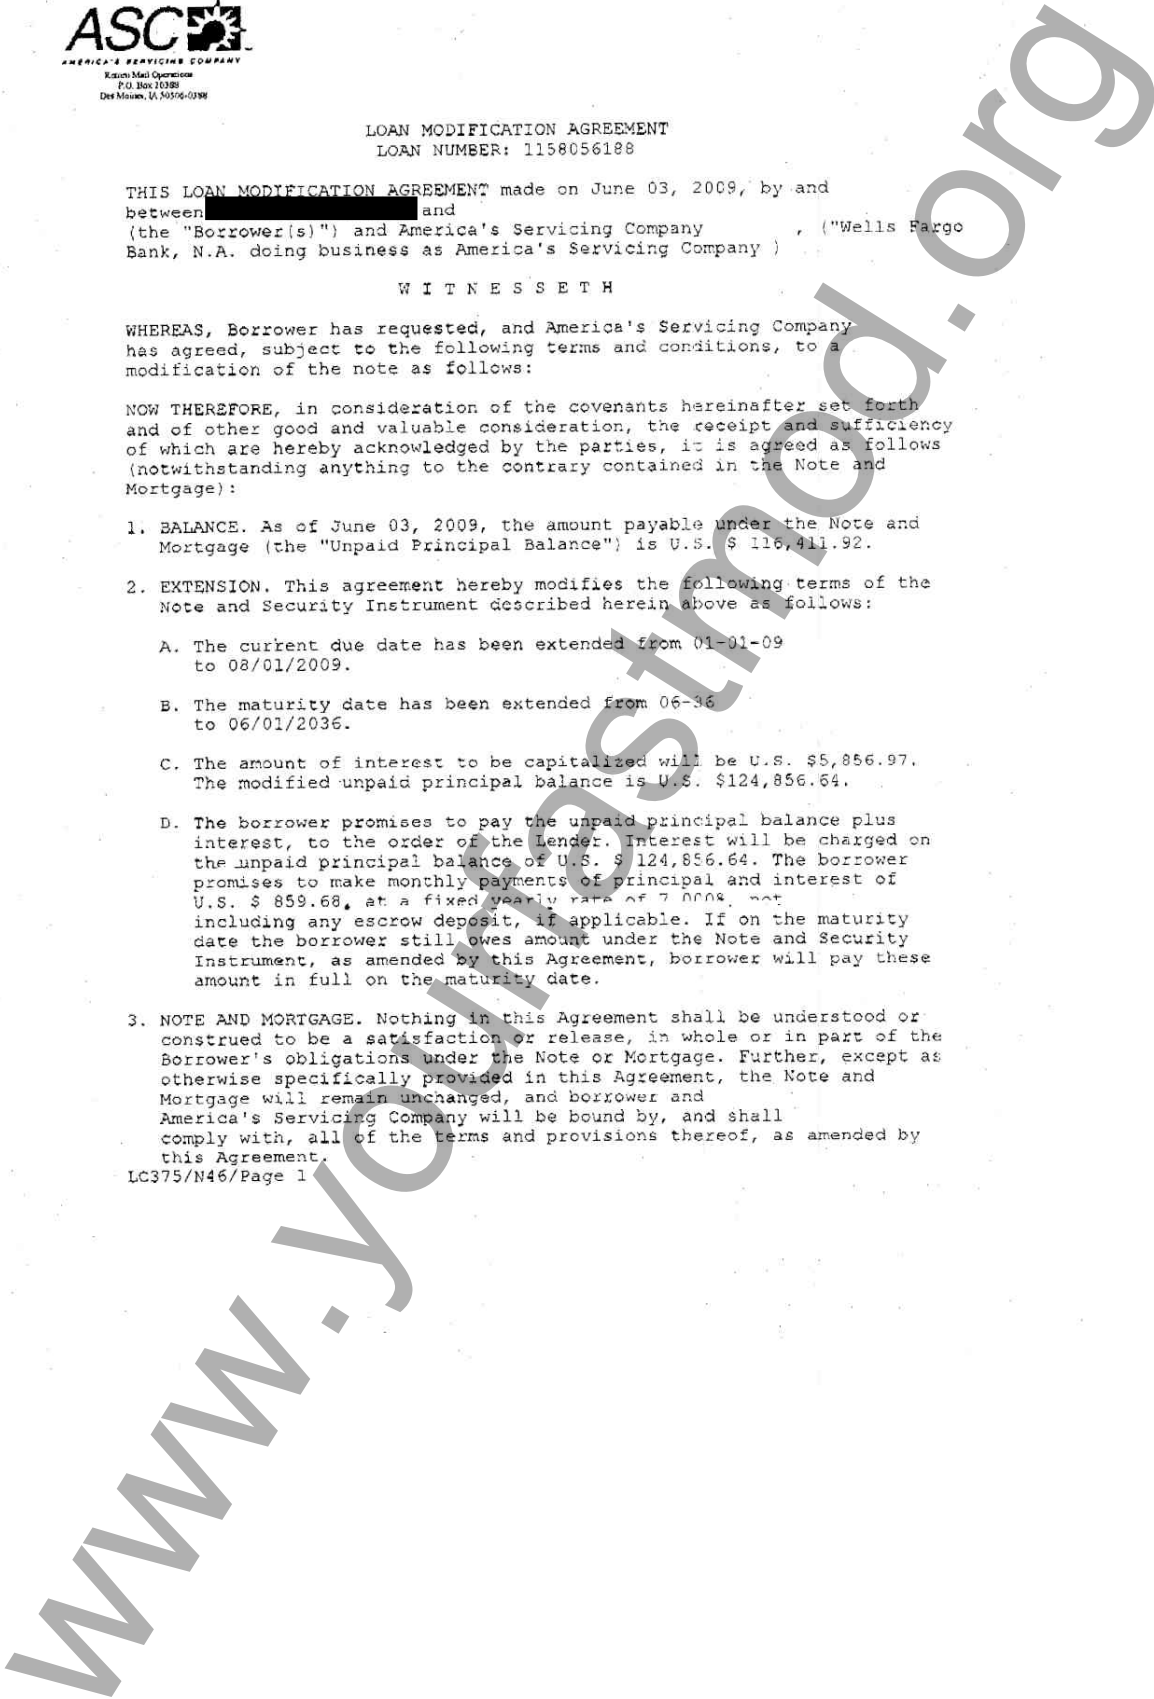 ASC
AMERICA'S SERVICING COMPANY
Return Mail Operations
P.O. Box 10388
Des Moines, IA 50306-0388
LOAN MODIFICATION AGREEMENT
LOAN NUMBER: 1158056188
THIS LOAN MODIFICATION AGREEMENT made on June 03, 2009, by and
between and
(the "Borrower(s)") and America's Servicing Company , ("Wells Fargo
Bank, N.A. doing business as America's Servicing Company )
W I T N E S S E T H
WHEREAS, Borrower has requested, and America's Servicing Company
has agreed, subject to the following terms and conditions, to a
modification of the note as follows:
NOW THEREFORE, in consideration of the covenants hereinafter set forth
and of other good and valuable consideration, the receipt and sufficiency
of which are hereby acknowledged by the parties, it is agreed as follows
(notwithstanding anything to the contrary contained in the Note and
Mortgage):
1. BALANCE. As of June 03, 2009, the amount payable under the Note and
Mortgage (the "Unpaid Principal Balance") is U.S. $ 116,411.92.
2. EXTENSION. This agreement hereby modifies the following terms of the
Note and Security Instrument described herein above as follows:
A. The current due date has been extended from 01-01-09
to 08/01/2009.
B. The maturity date has been extended from 06-36
to 06/01/2036.
C. The amount of interest to be capitalized will be U.S. $5,856.97.
The modified unpaid principal balance is U.S. $124,856.64.
D. The borrower promises to pay the unpaid principal balance plus
interest, to the order of the Lender. Interest will be charged on
the unpaid principal balance of U.S. $ 124,856.64. The borrower
promises to make monthly payments of principal and interest of
U.S. $ 859.68, at a fixed yearly rate of 7.000%, not
including any escrow deposit, if applicable. If on the maturity
date the borrower still owes amount under the Note and Security
Instrument, as amended by this Agreement, borrower will pay these
amount in full on the maturity date.
3. NOTE AND MORTGAGE. Nothing in this Agreement shall be understood or
construed to be a satisfaction or release, in whole or in part of the
Borrower's obligations under the Note or Mortgage. Further, except as
otherwise specifically provided in this Agreement, the Note and
Mortgage will remain unchanged, and borrower and
America's Servicing Company will be bound by, and shall
comply with, all of the terms and provisions thereof, as amended by
this Agreement.
LC375/N46/Page 1
www.yourfastmod.org